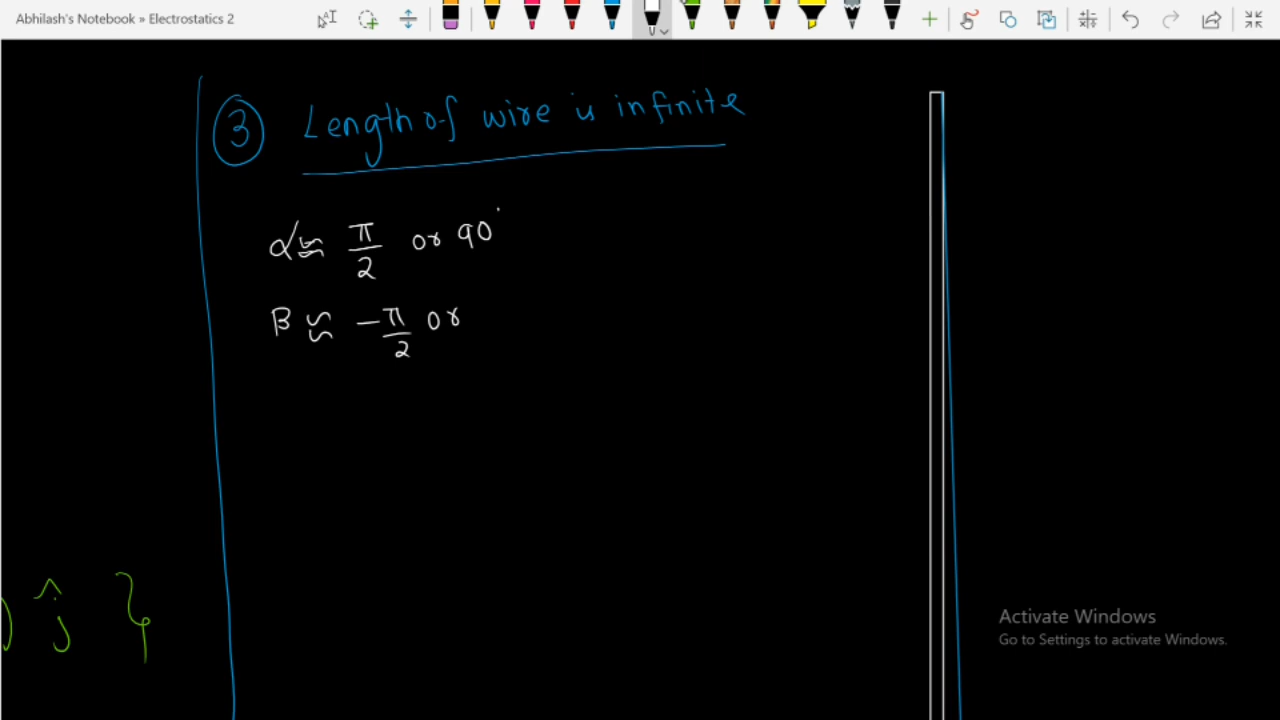 Abhilash's Notebook » Electrostatics 2
③ Length of wire is infinite
α ≈ π/2 or 90°
β ≈ -π/2 or
) ĵ }
Activate Windows
Go to Settings to activate Windows.